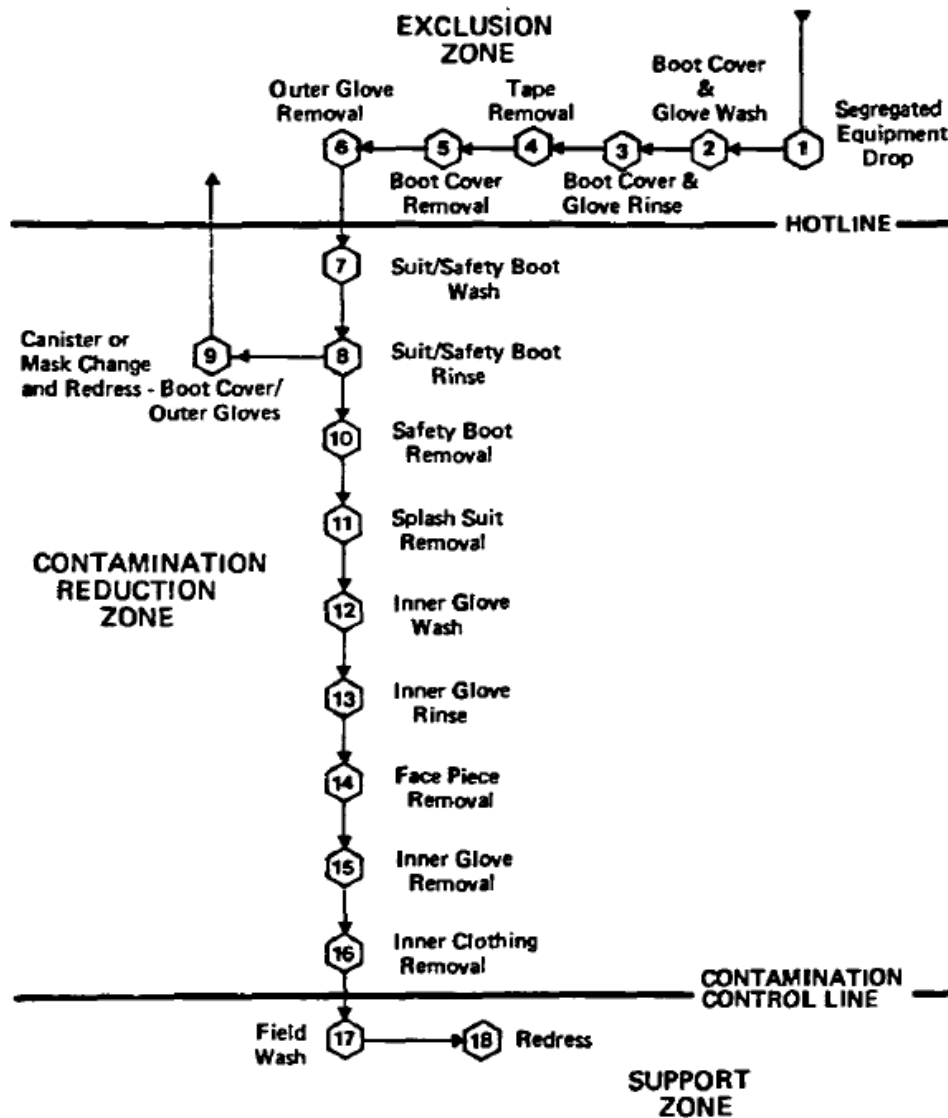 EXCLUSION
ZONE
Outer Glove
Removal
Tape
Removal
Boot Cover
&
Glove Wash
Segregated
Equipment
Drop
6
5
4
3
2
1
Boot Cover
Removal
Boot Cover &
Glove Rinse
HOTLINE
7
Suit/Safety Boot
Wash
Canister or
Mask Change
and Redress - Boot Cover/
Outer Gloves
9
8
Suit/Safety Boot
Rinse
10
Safety Boot
Removal
11
Splash Suit
Removal
CONTAMINATION
REDUCTION
ZONE
12
Inner Glove
Wash
13
Inner Glove
Rinse
14
Face Piece
Removal
15
Inner Glove
Removal
16
Inner Clothing
Removal
CONTAMINATION
CONTROL LINE
Field
Wash
17
18
Redress
SUPPORT
ZONE